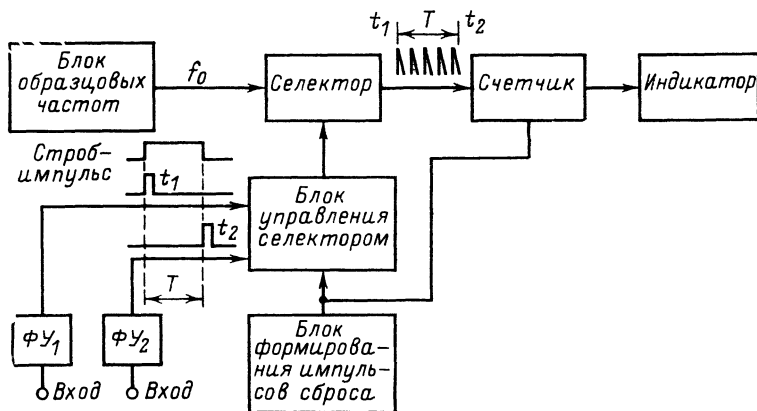 t₁ T t₂
Блок
образцовых
частот
f₀
Селектор
Счетчик
Индикатор
Строб-
импульс
t₁
Блок
управления
селектором
t₂
T
ФУ₁
ФУ₂
Блок
формирова-
ния импуль-
сов сброса
Вход
Вход